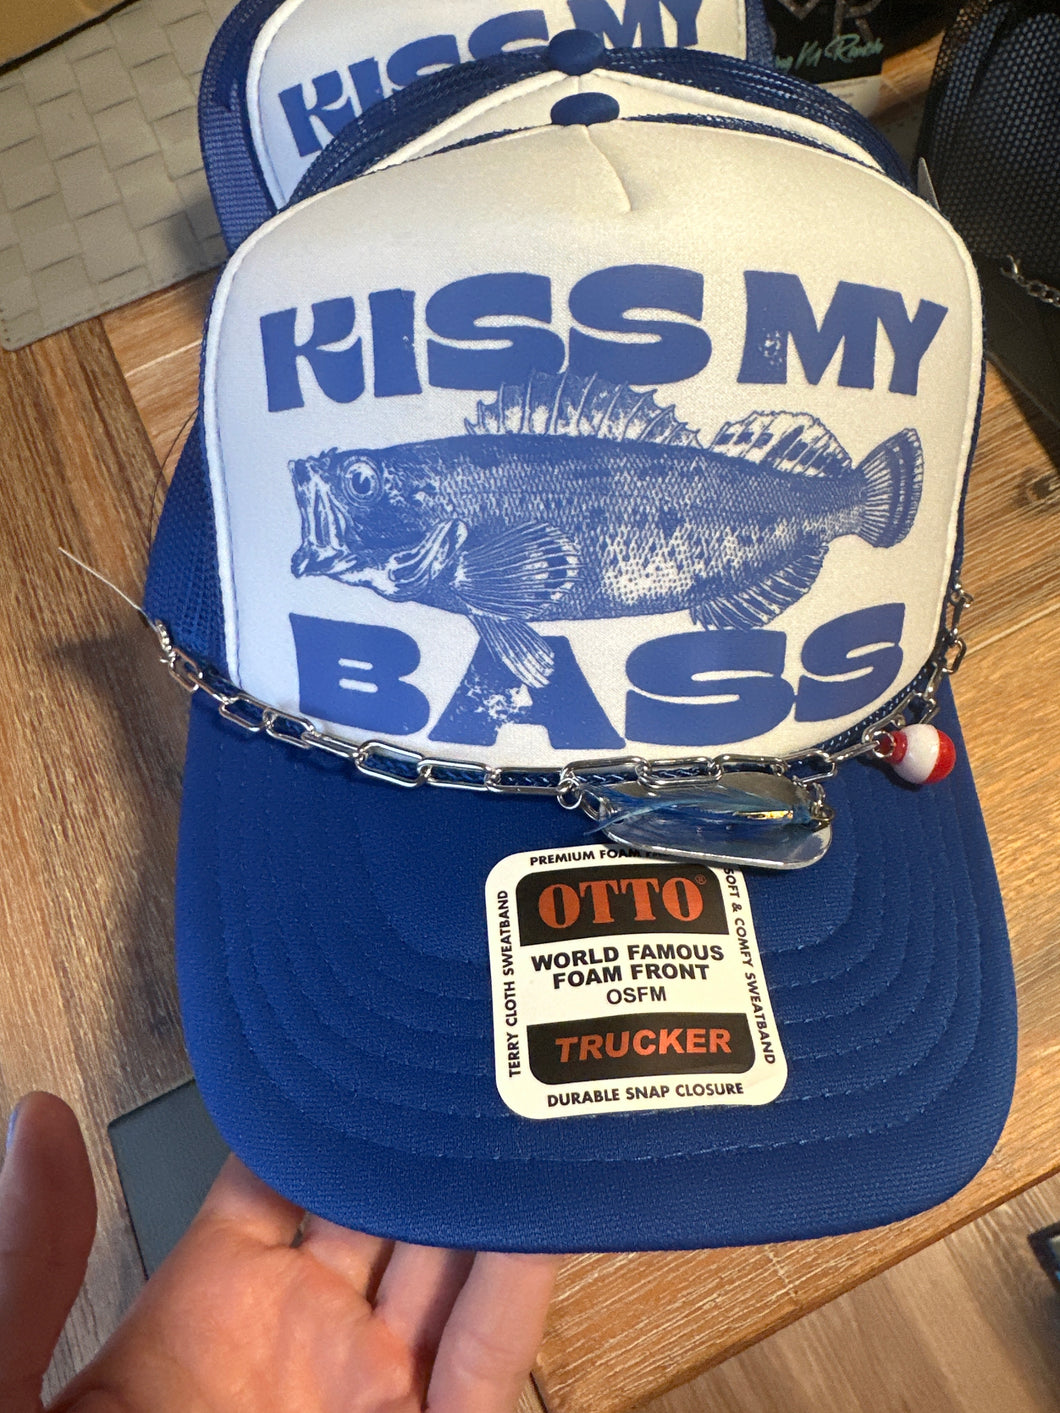 KISS MY
KISS MY
BASS
PREMIUM FOAM
OTTO®
WORLD FAMOUS
FOAM FRONT
OSFM
TRUCKER
DURABLE SNAP CLOSURE
TERRY CLOTH SWEATBAND
SOFT & COMFY SWEATBAND